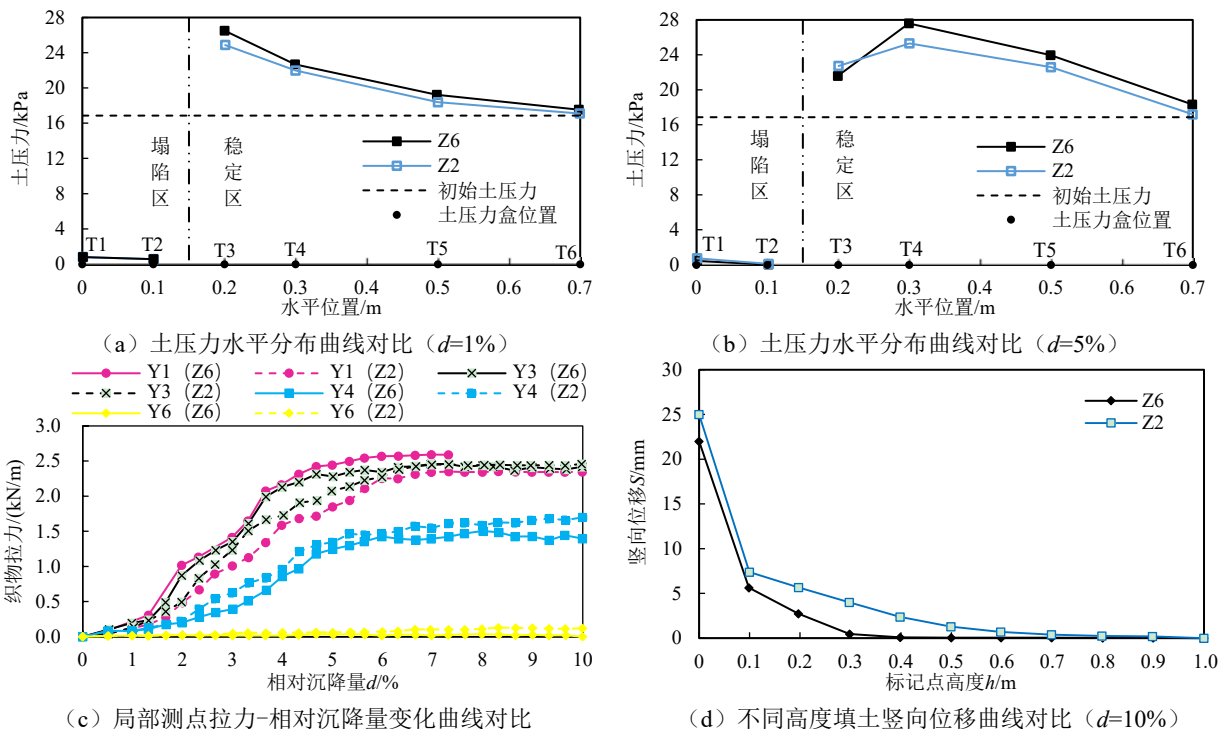 28
24
20
16
12
8
4
0
土压力/kPa
塌陷区
稳定区
Z6
Z2
初始土压力
土压力盒位置
T1 T2 T3 T4 T5 T6
0 0.1 0.2 0.3 0.4 0.5 0.6 0.7
水平位置/m
(a)土压力水平分布曲线对比(d=1%)
28
24
20
16
12
8
4
0
土压力/kPa
塌陷区
稳定区
Z6
Z2
初始土压力
土压力盒位置
T1 T2 T3 T4 T5 T6
0 0.1 0.2 0.3 0.4 0.5 0.6 0.7
水平位置/m
(b)土压力水平分布曲线对比(d=5%)
Y1(Z6) Y1(Z2) Y3(Z6)
Y3(Z2) Y4(Z6) Y4(Z2)
Y6(Z6) Y6(Z2)
3.0
2.5
2.0
1.5
1.0
0.5
0.0
织物拉力/(kN/m)
0 1 2 3 4 5 6 7 8 9 10
相对沉降量d/%
(c)局部测点拉力-相对沉降量变化曲线对比
30
25
20
15
10
5
0
竖向位移S/mm
Z6
Z2
0 0.1 0.2 0.3 0.4 0.5 0.6 0.7 0.8 0.9 1.0
标记点高度h/m
(d)不同高度填土竖向位移曲线对比(d=10%)